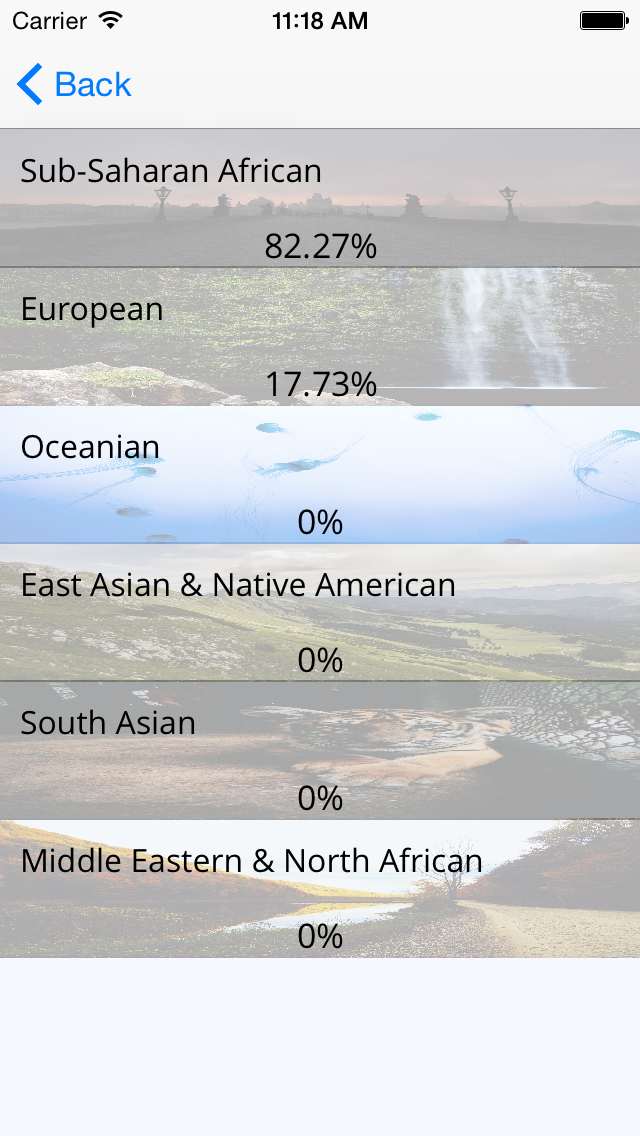 Carrier 11:18 AM
Back
Sub-Saharan African
82.27%
European
17.73%
Oceanian
0%
East Asian & Native American
0%
South Asian
0%
Middle Eastern & North African
0%